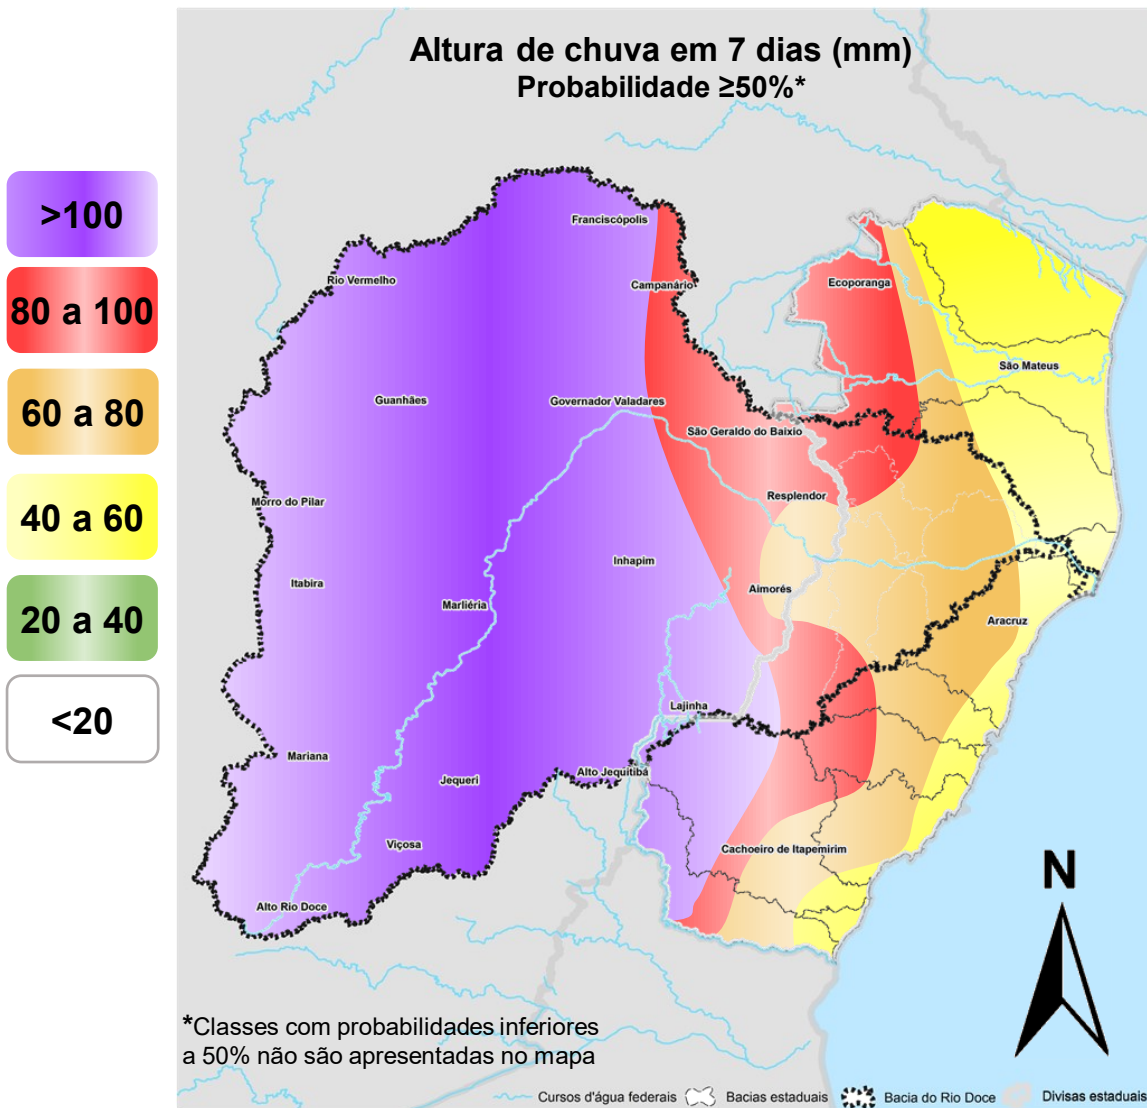 Altura de chuva em 7 dias (mm)
Probabilidade ≥50%*
>100
80 a 100
60 a 80
40 a 60
20 a 40
<20
Franciscópolis
Rio Vermelho
Campanário
Ecoporanga
São Mateus
Guanhães
Governador Valadares
São Geraldo do Baixio
Morro do Pilar
Resplendor
Inhapim
Itabira
Aimorés
Marliéria
Aracruz
Lajinha
Mariana
Alto Jequitibá
Jequeri
Viçosa
Cachoeiro de Itapemirim
Alto Rio Doce
N
*Classes com probabilidades inferiores
a 50% não são apresentadas no mapa
Cursos d'água federais Bacias estaduais Bacia do Rio Doce Divisas estaduais